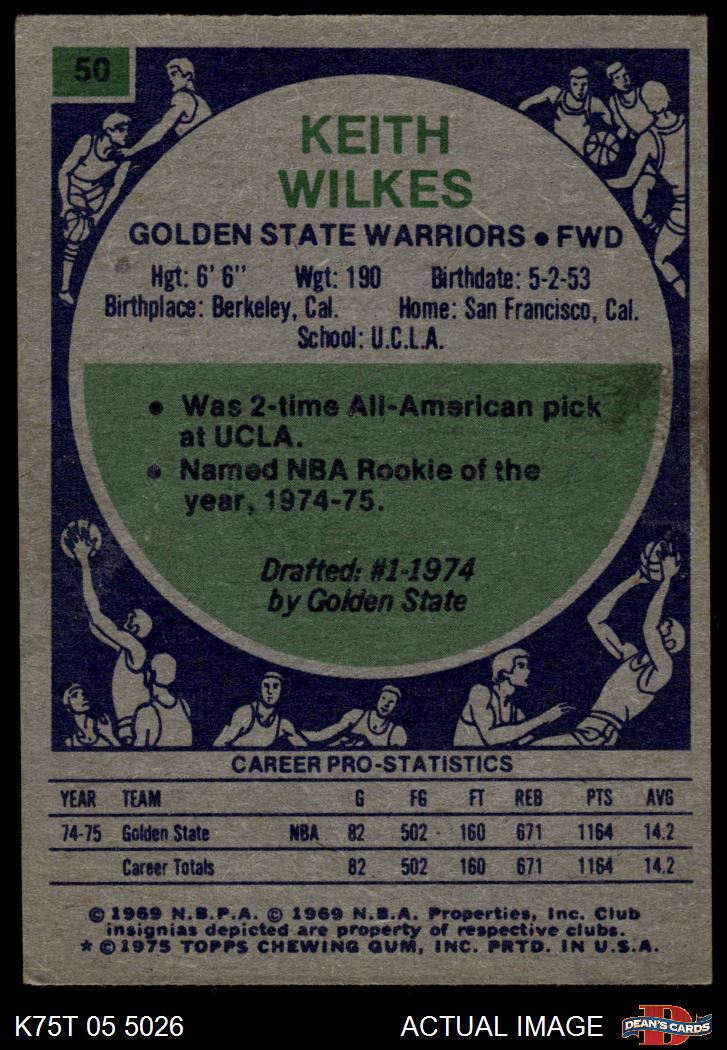 50
KEITH
WILKES
GOLDEN STATE WARRIORS • FWD
Hgt: 6' 6" Wgt: 190 Birthdate: 5-2-53
Birthplace: Berkeley, Cal. Home: San Francisco, Cal.
School: U.C.L.A.
• Was 2-time All-American pick
at UCLA.
• Named NBA Rookie of the
year, 1974-75.
Drafted: #1-1974
by Golden State
CAREER PRO-STATISTICS
YEAR TEAM G FG FT REB PTS AVG
74-75 Golden State NBA 82 502 160 671 1164 14.2
Career Totals 82 502 160 671 1164 14.2
© 1969 N.B.P.A. © 1969 N.B.A. Properties, Inc. Club
insignias depicted are property of respective clubs.
* © 1975 TOPPS CHEWING GUM, INC. PRTD. IN U.S.A.
K75T 05 5026 ACTUAL IMAGE D DEAN'S CARDS